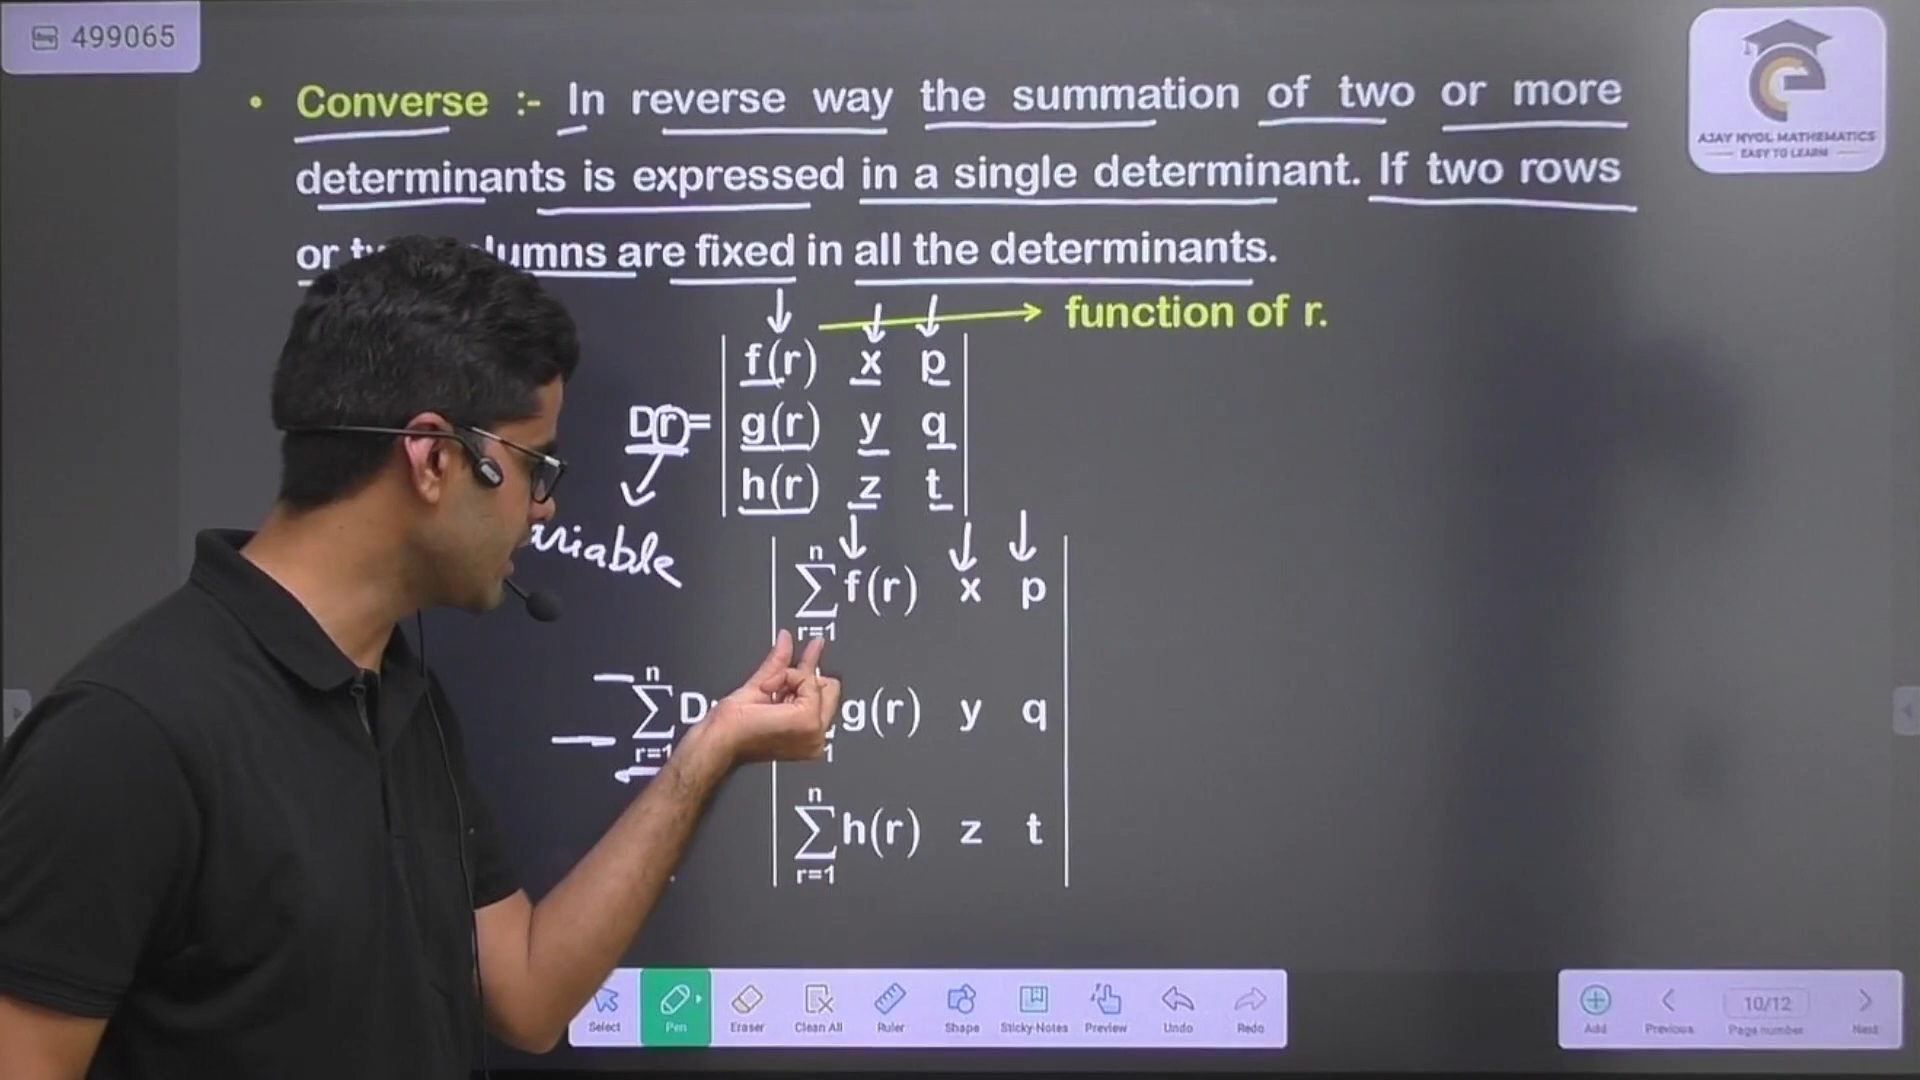 499065
AJAY NYOL MATHEMATICS
EASY TO LEARN
• Converse :- In reverse way the summation of two or more
determinants is expressed in a single determinant. If two rows
or are fixed in all the determinants.
function of r.
f(r) x p
Dr= g(r) y q
h(r) z t
n
∑ f(r) x p
r=1
n
∑ g(r) y q
r=1
n
∑ h(r) z t
r=1
Select Pen Eraser Clean All Ruler Shape Sticky-Notes Preview Undo Redo
Add Previous 10/12 Page number Next